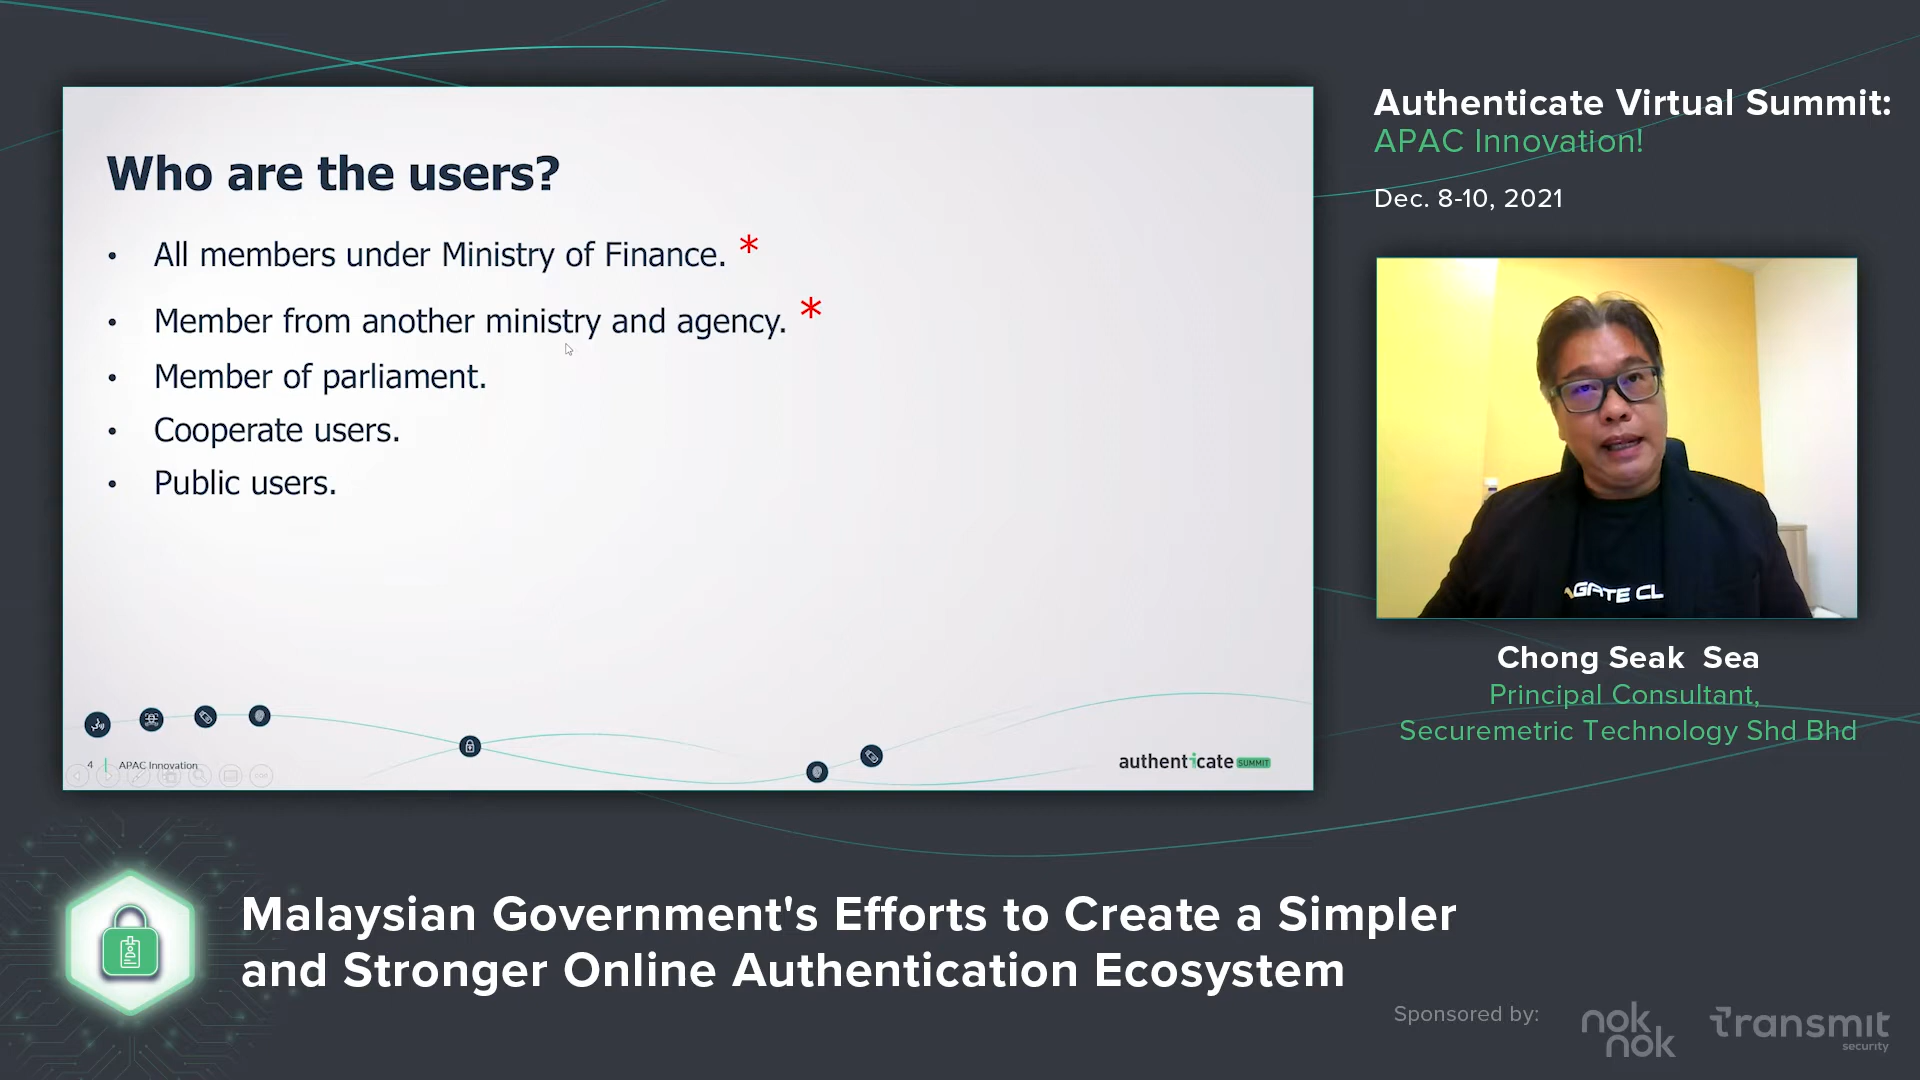 Who are the users?
• All members under Ministry of Finance. *
• Member from another ministry and agency. *
• Member of parliament.
• Cooperate users.
• Public users.
4 | APAC Innovation
authenticate SUMMIT
Authenticate Virtual Summit:
APAC Innovation!
Dec. 8-10, 2021
GATE CL
Chong Seak Sea
Principal Consultant,
Securemetric Technology Shd Bhd
Malaysian Government's Efforts to Create a Simpler
and Stronger Online Authentication Ecosystem
Sponsored by:
nok
nok
Transmit
security